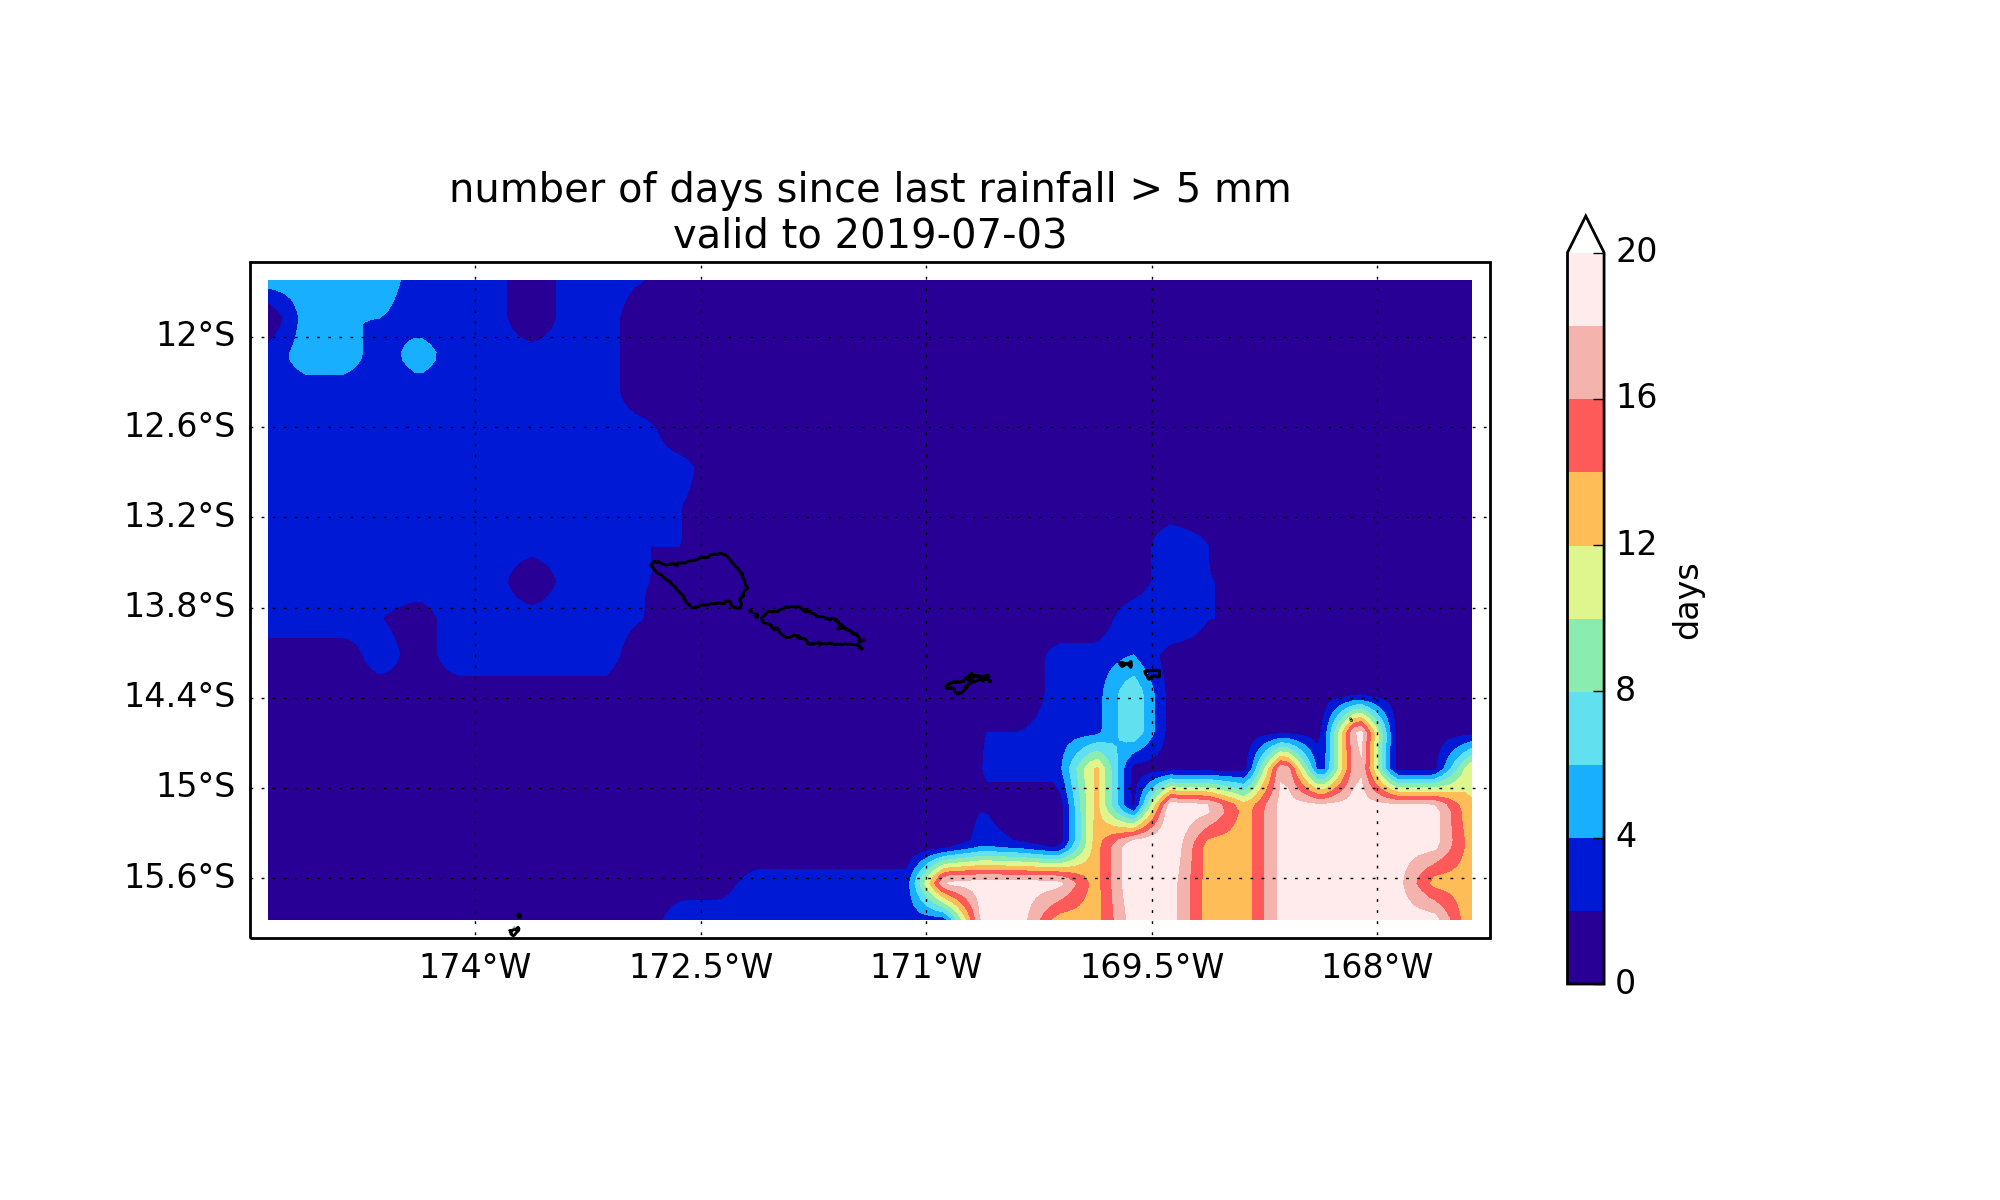 number of days since last rainfall > 5 mm
valid to 2019-07-03
12°S
12.6°S
13.2°S
13.8°S
14.4°S
15°S
15.6°S
174°W
172.5°W
171°W
169.5°W
168°W
20
16
12
8
4
0
days